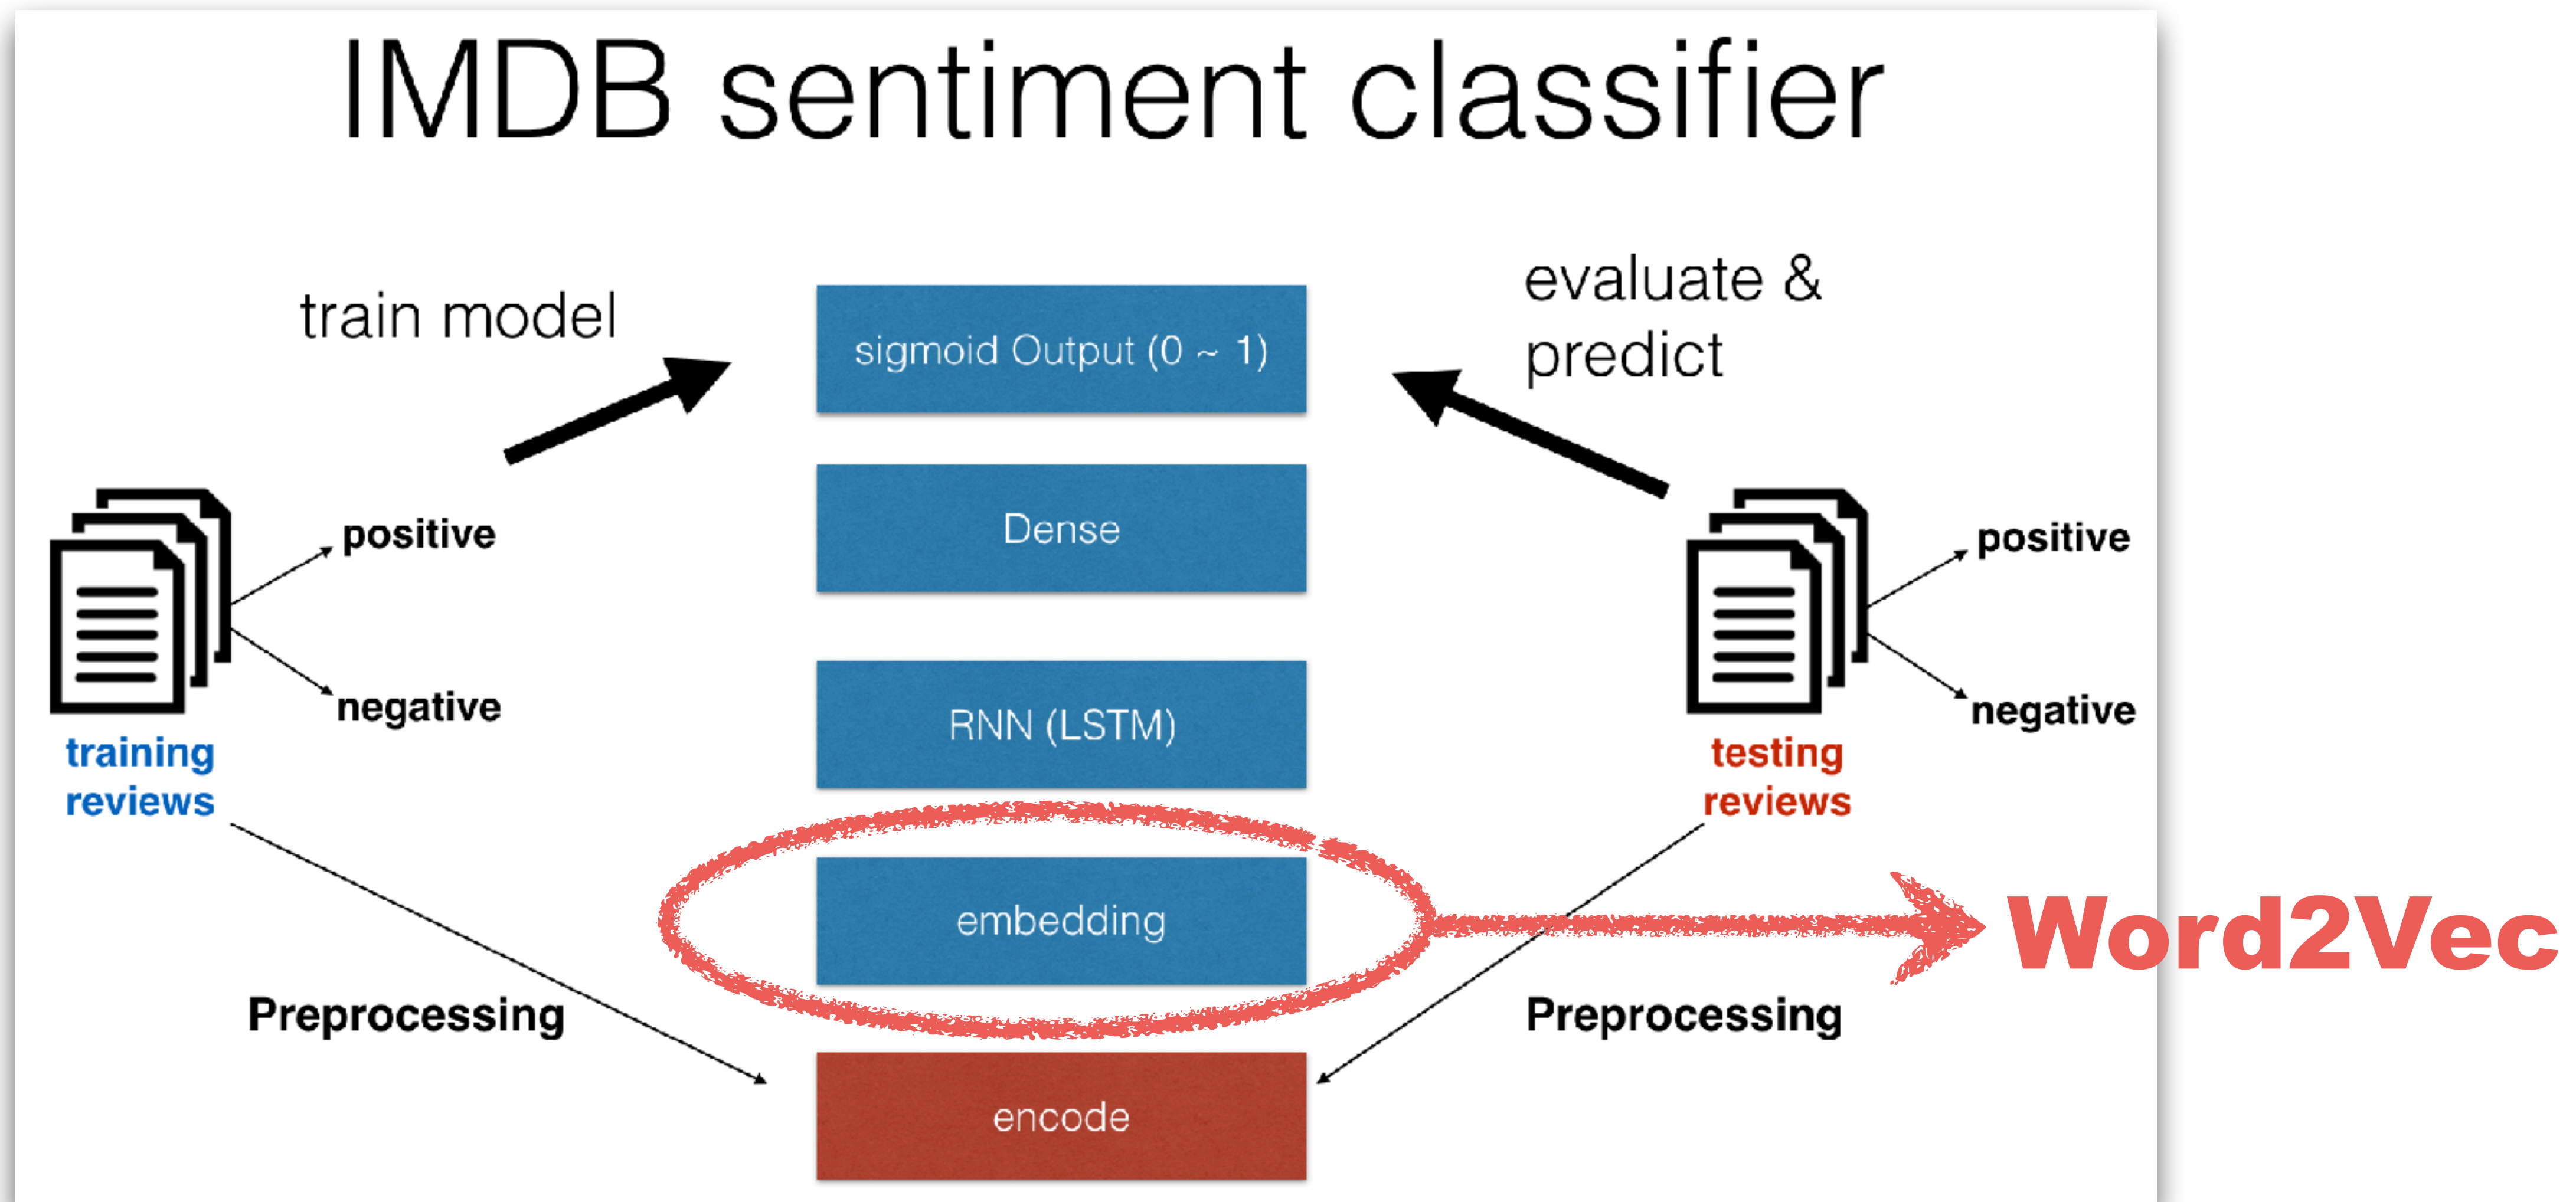 IMDB sentiment classifier
train model
evaluate &
predict
sigmoid Output (0 ~ 1)
Dense
RNN (LSTM)
embedding
encode
positive
negative
training
reviews
Preprocessing
positive
negative
testing
reviews
Preprocessing
Word2Vec